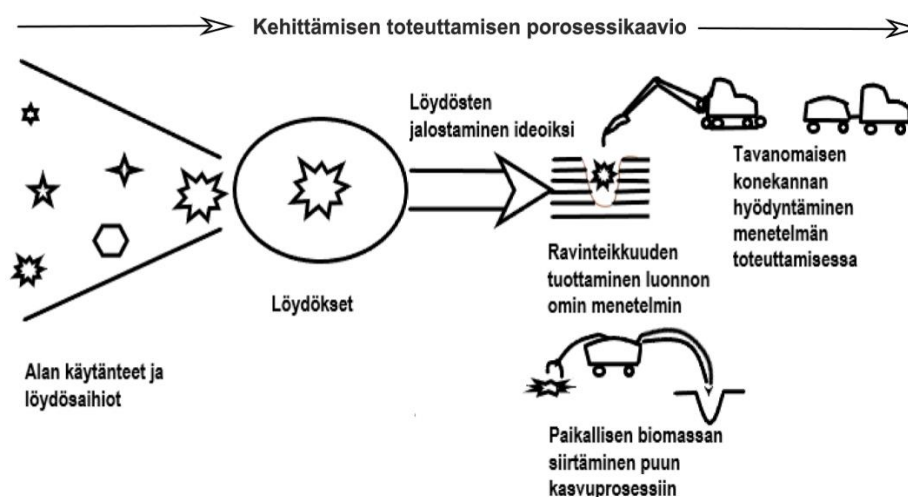 Kehittämisen toteuttamisen porosessikaavio
Löydösten
jalostaminen ideoiksi
Tavanomaisen
konekannan
hyödyntäminen
menetelmän
toteuttamisessa
Ravinteikkuuden
tuottaminen luonnon
omin menetelmin
Löydökset
Alan käytänteet ja
löydösaihiot
Paikallisen biomassan
siirtäminen puun
kasvuprosessiin